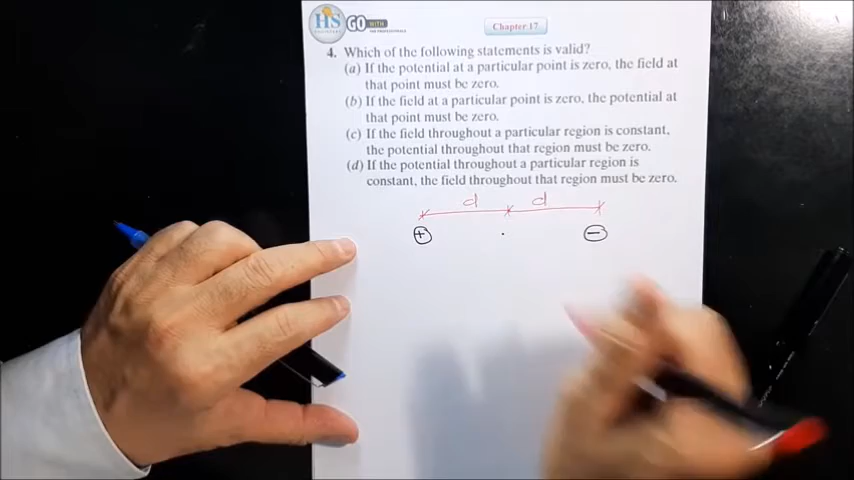 HS
GO WITH
Chapter 17
4. Which of the following statements is valid?
(a) If the potential at a particular point is zero, the field at
that point must be zero.
(b) If the field at a particular point is zero, the potential at
that point must be zero.
(c) If the field throughout a particular region is constant,
the potential throughout that region must be zero.
(d) If the potential throughout a particular region is
constant, the field throughout that region must be zero.
d d
+ −